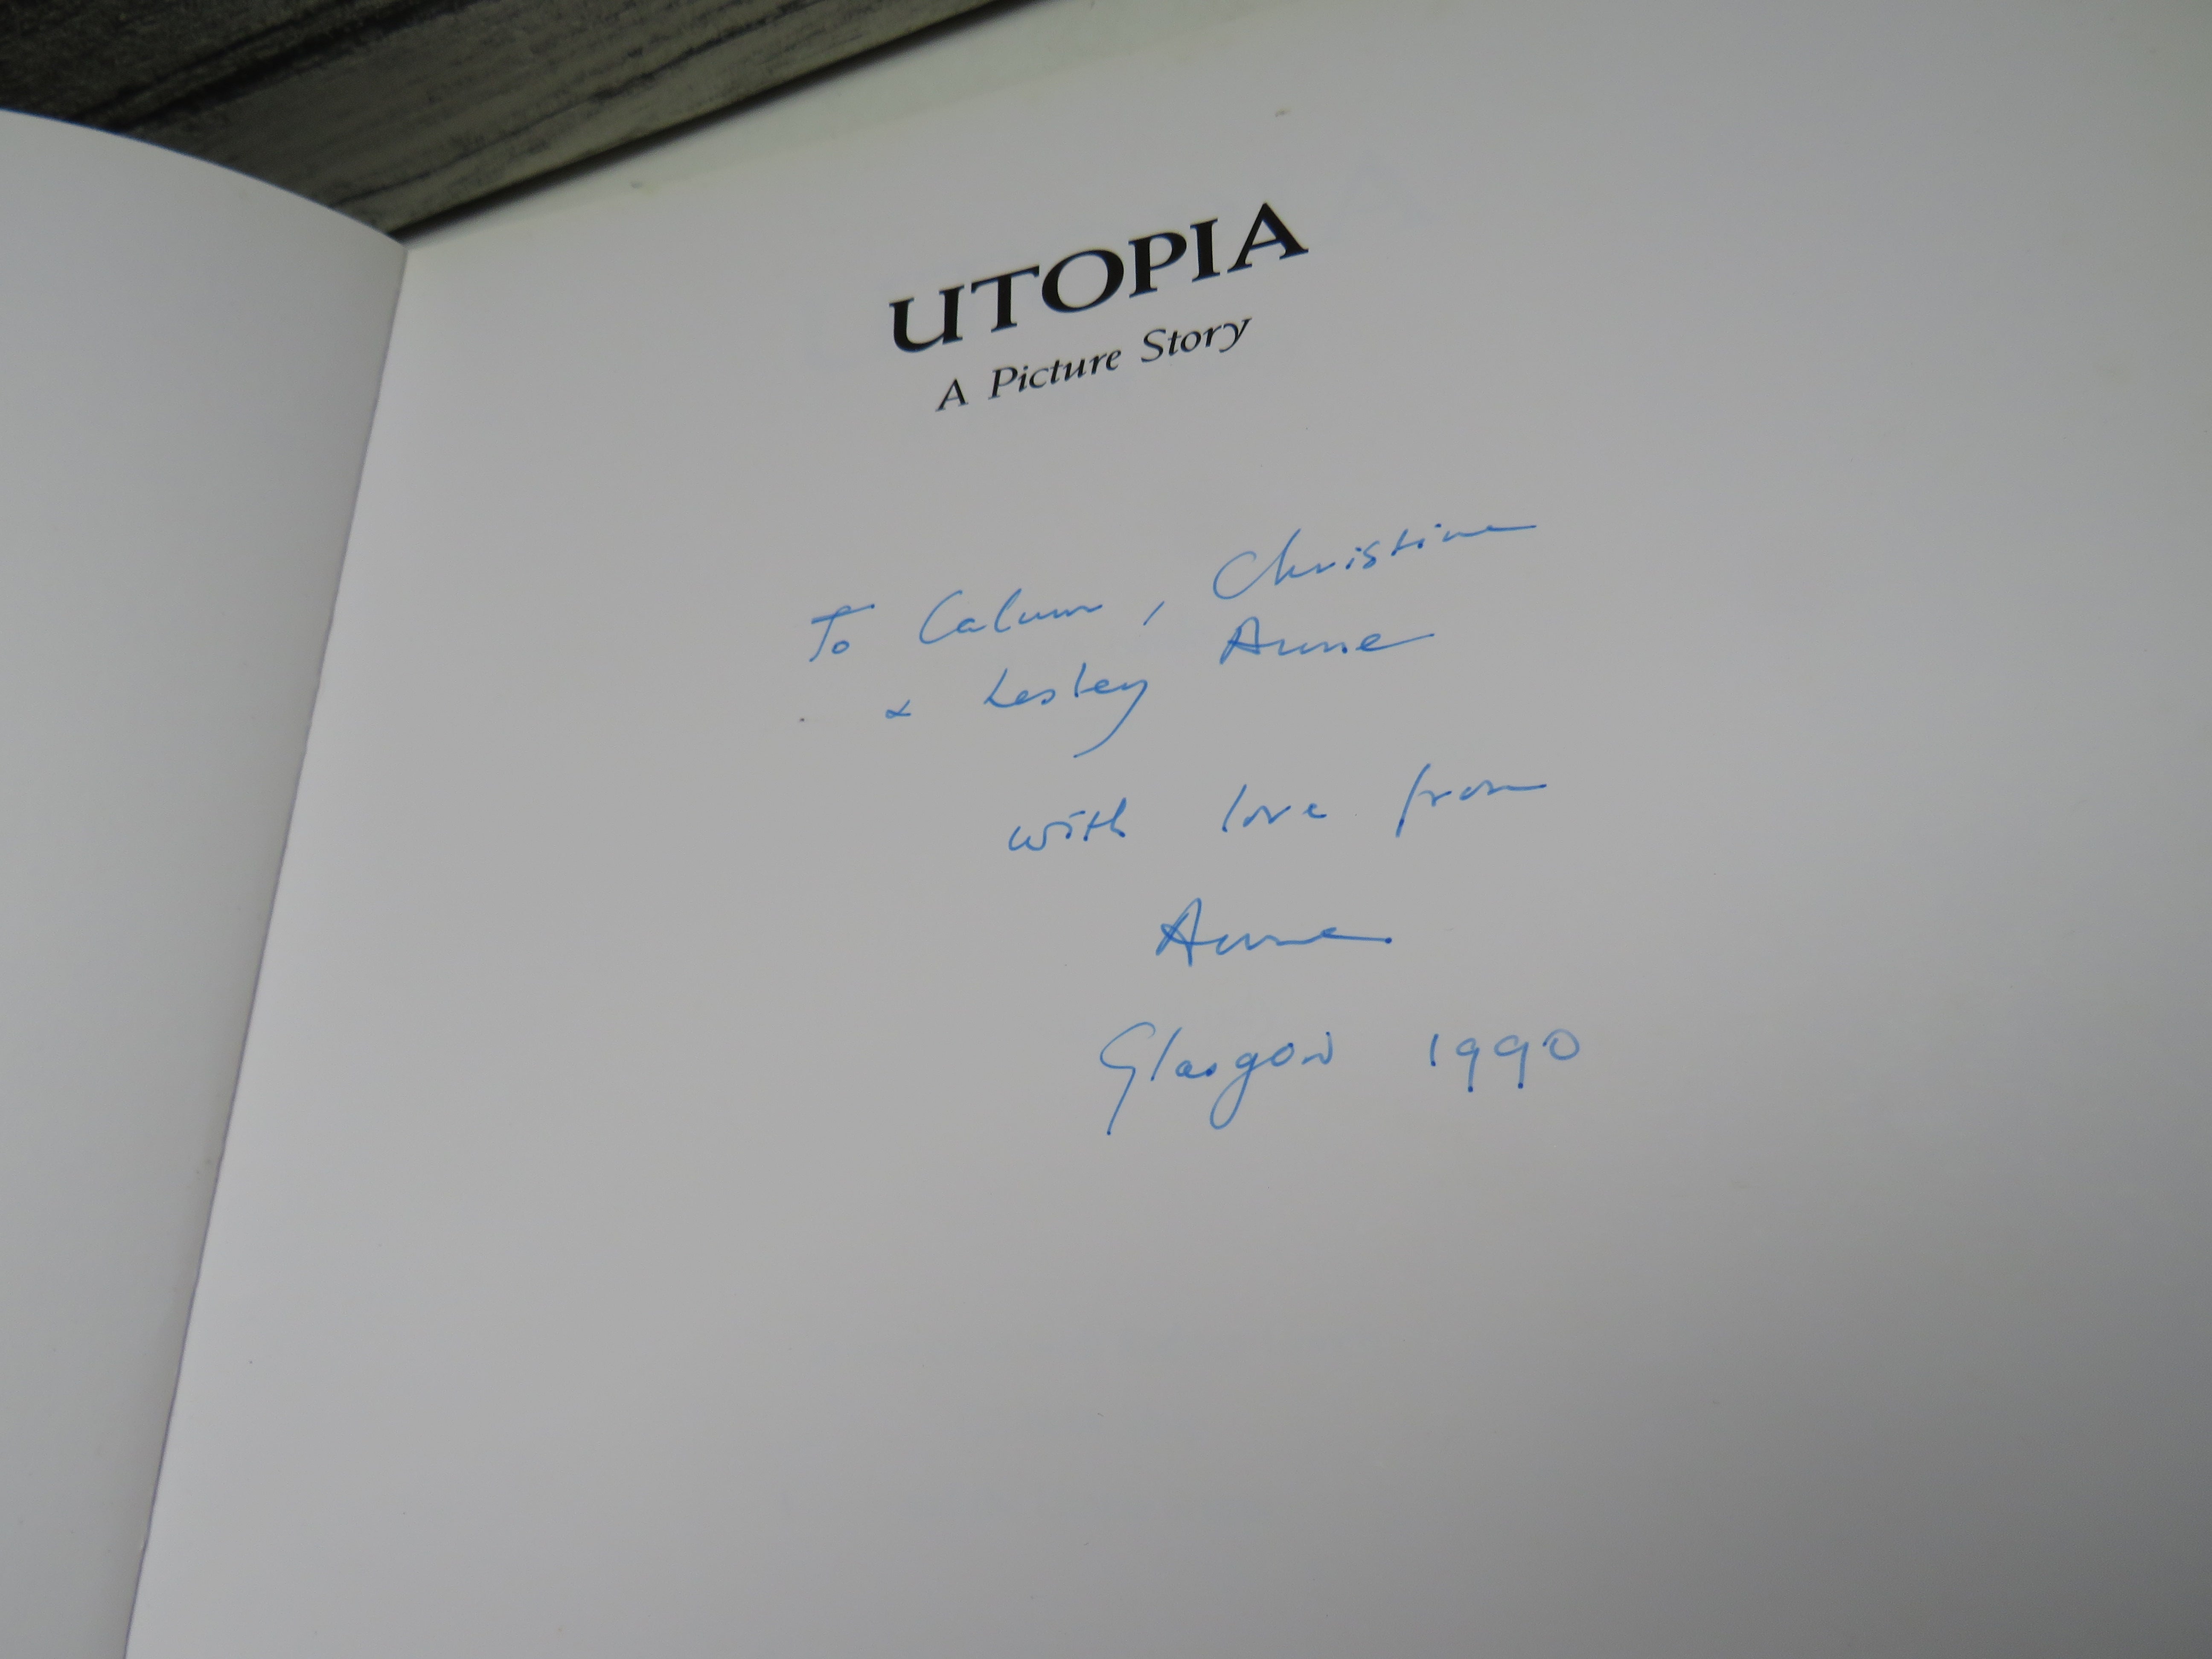 UTOPIA
A Picture Story
To Calum, Christine
& Lesley Anne
with love from
Anne
Glasgow 1990